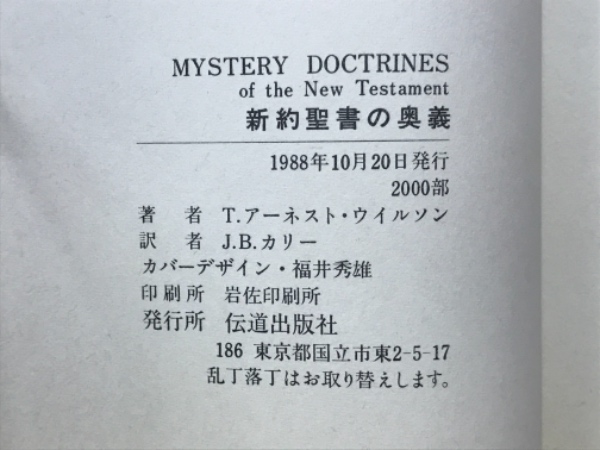 MYSTERY DOCTRINES
of the New Testament
新約聖書の奥義
1988年10月20日発行
2000部
著 者 T.アーネスト・ウイルソン
訳 者 J.B.カリー
カバーデザイン・福井秀雄
印刷所 岩佐印刷所
発行所 伝道出版社
186 東京都国立市東2-5-17
乱丁落丁はお取り替えします。